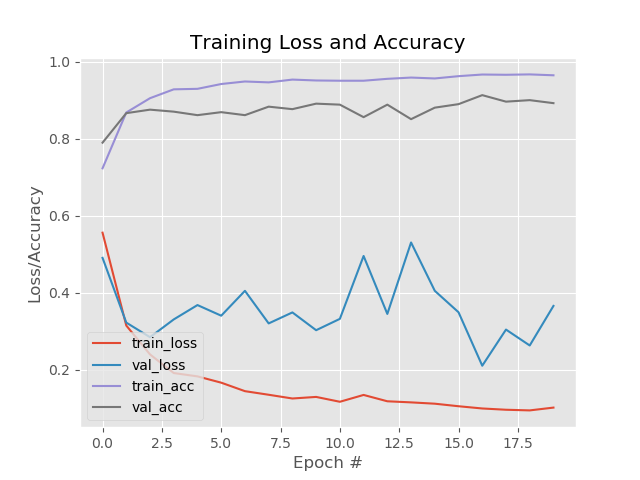 Training Loss and Accuracy
1.0
0.8
0.6
0.4
0.2
Loss/Accuracy
train_loss
val_loss
train_acc
val_acc
0.0 2.5 5.0 7.5 10.0 12.5 15.0 17.5
Epoch #